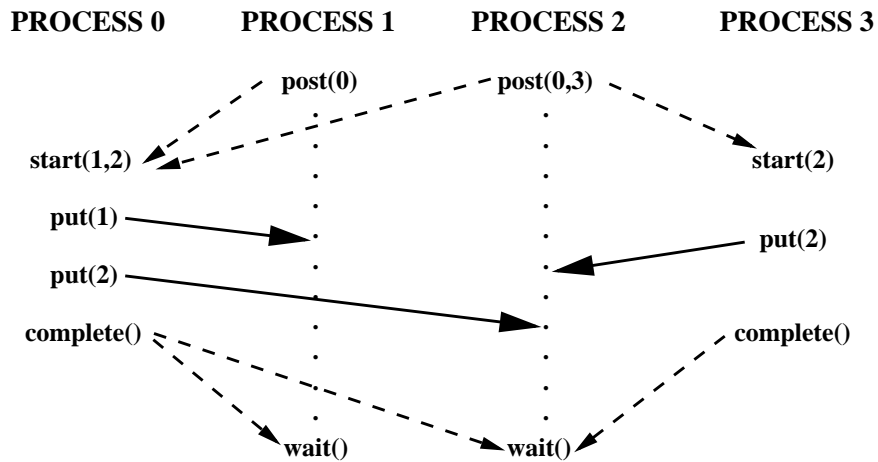 PROCESS 0 PROCESS 1 PROCESS 2 PROCESS 3
post(0) post(0,3)
start(1,2) start(2)
put(1)
put(2)
put(2)
complete() complete()
wait() wait()